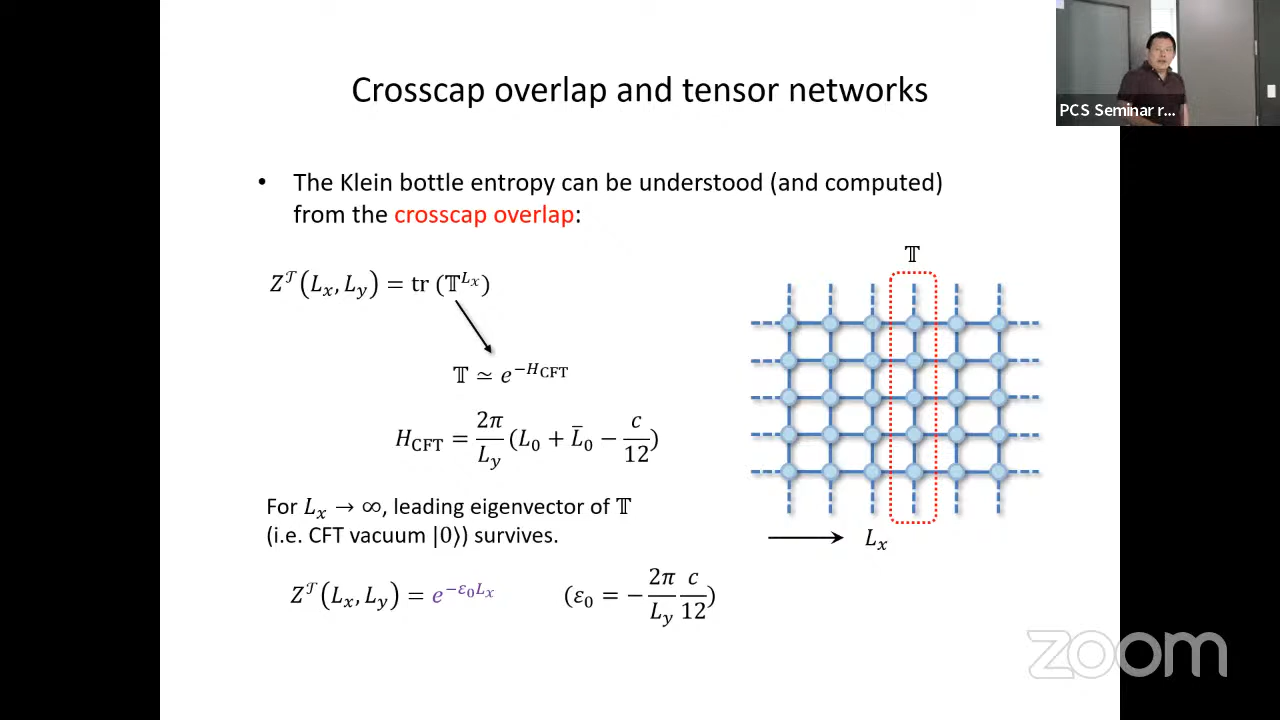 Crosscap overlap and tensor networks
PCS Seminar r...
• The Klein bottle entropy can be understood (and computed)
from the crosscap overlap:
𝕋
Z^𝒯(L_x, L_y) = tr (𝕋^{L_x})
𝕋 ≃ e^{−H_CFT}
H_CFT = 2π/L_y (L_0 + L̄_0 − c/12)
For L_x → ∞, leading eigenvector of 𝕋
(i.e. CFT vacuum |0⟩) survives.
L_x
Z^𝒯(L_x, L_y) = e^{−ε_0 L_x} (ε_0 = − 2π/L_y c/12)
zoom